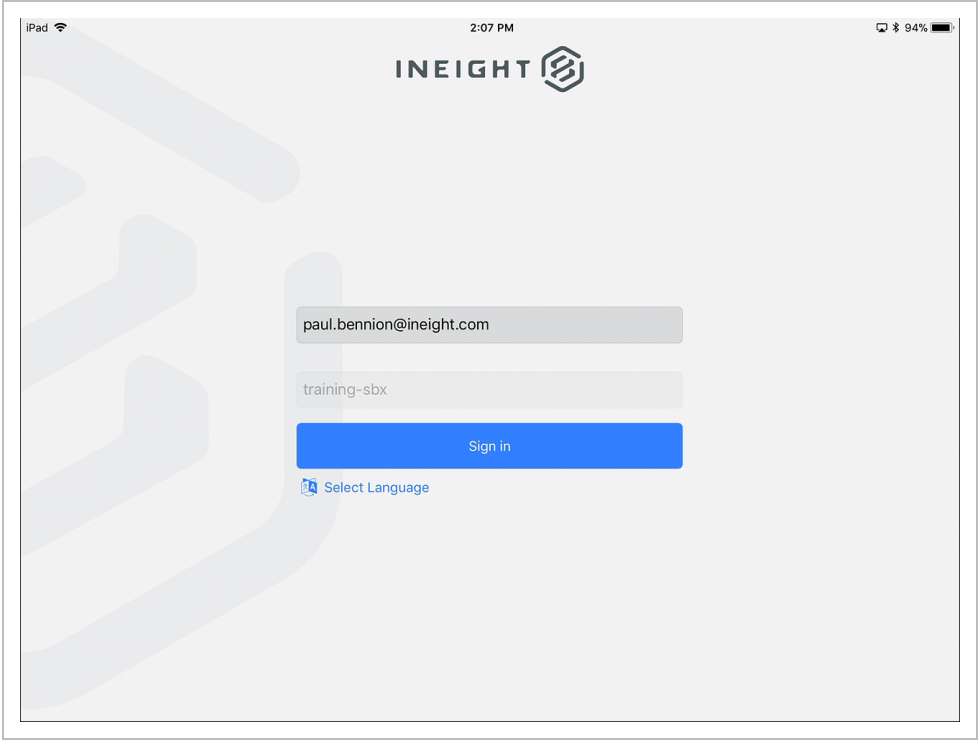 iPad 2:07 PM 94%
INEIGHT
paul.bennion@ineight.com
training-sbx
Sign in
Select Language